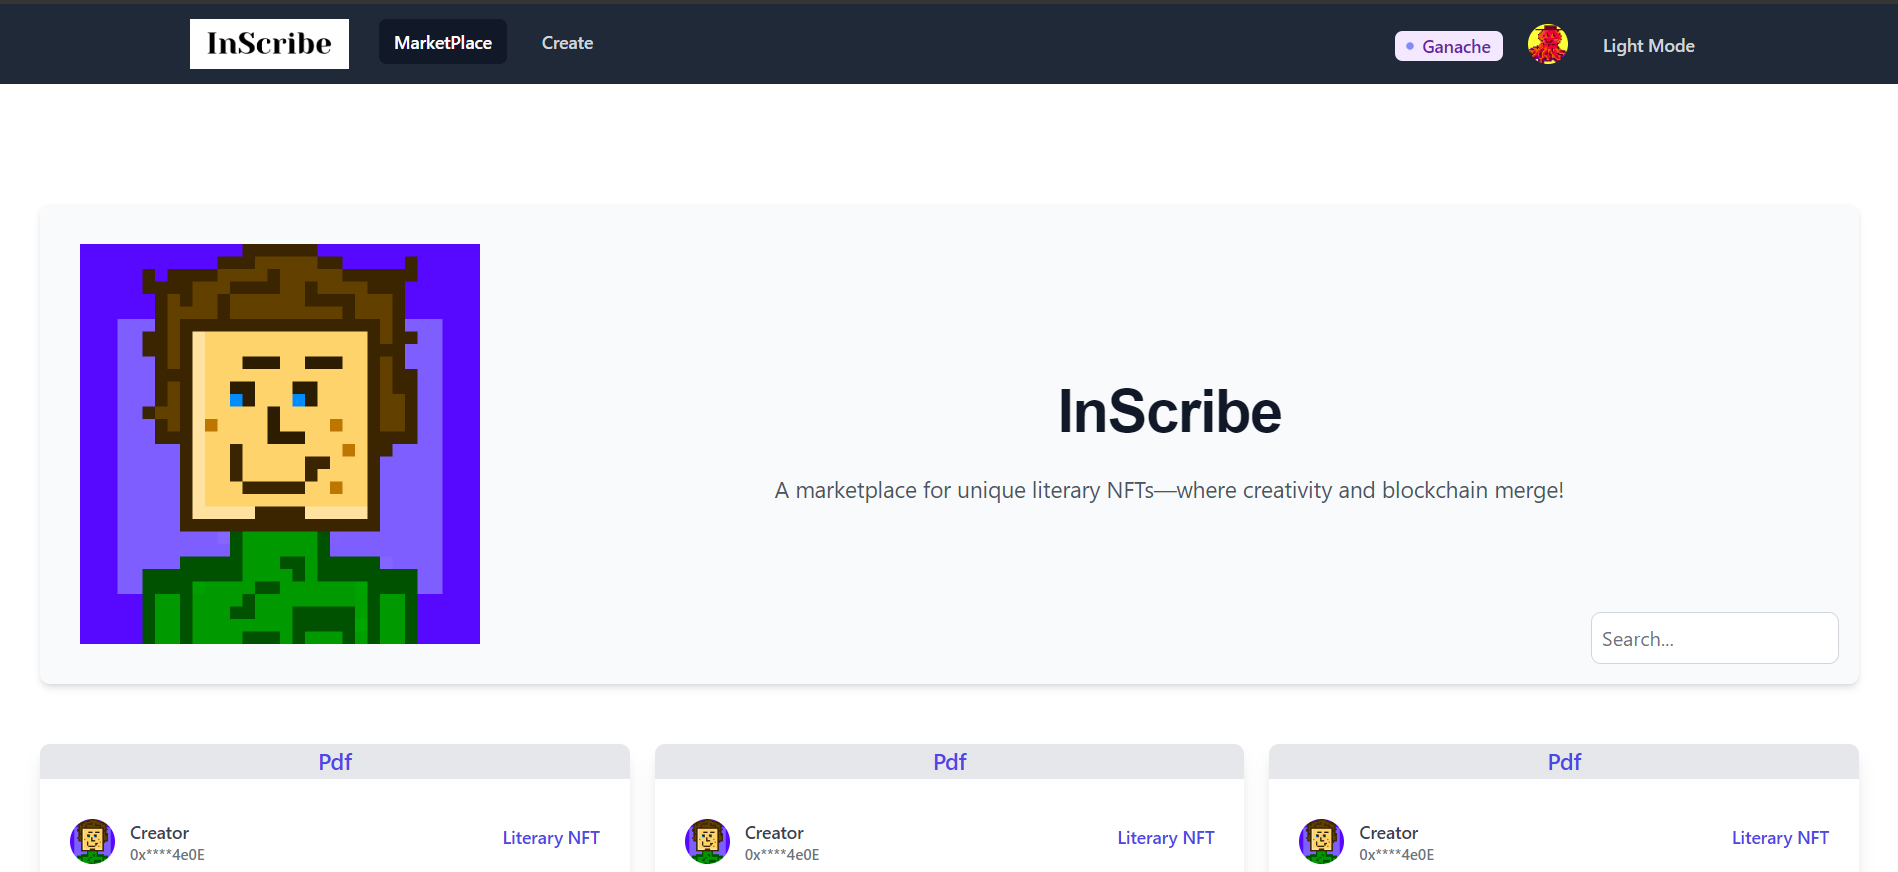 InScribe
MarketPlace
Create
Ganache
Light Mode
InScribe
A marketplace for unique literary NFTs—where creativity and blockchain merge!
Search...
Pdf
Pdf
Pdf
Creator
0x****4e0E
Literary NFT
Creator
0x****4e0E
Literary NFT
Creator
0x****4e0E
Literary NFT